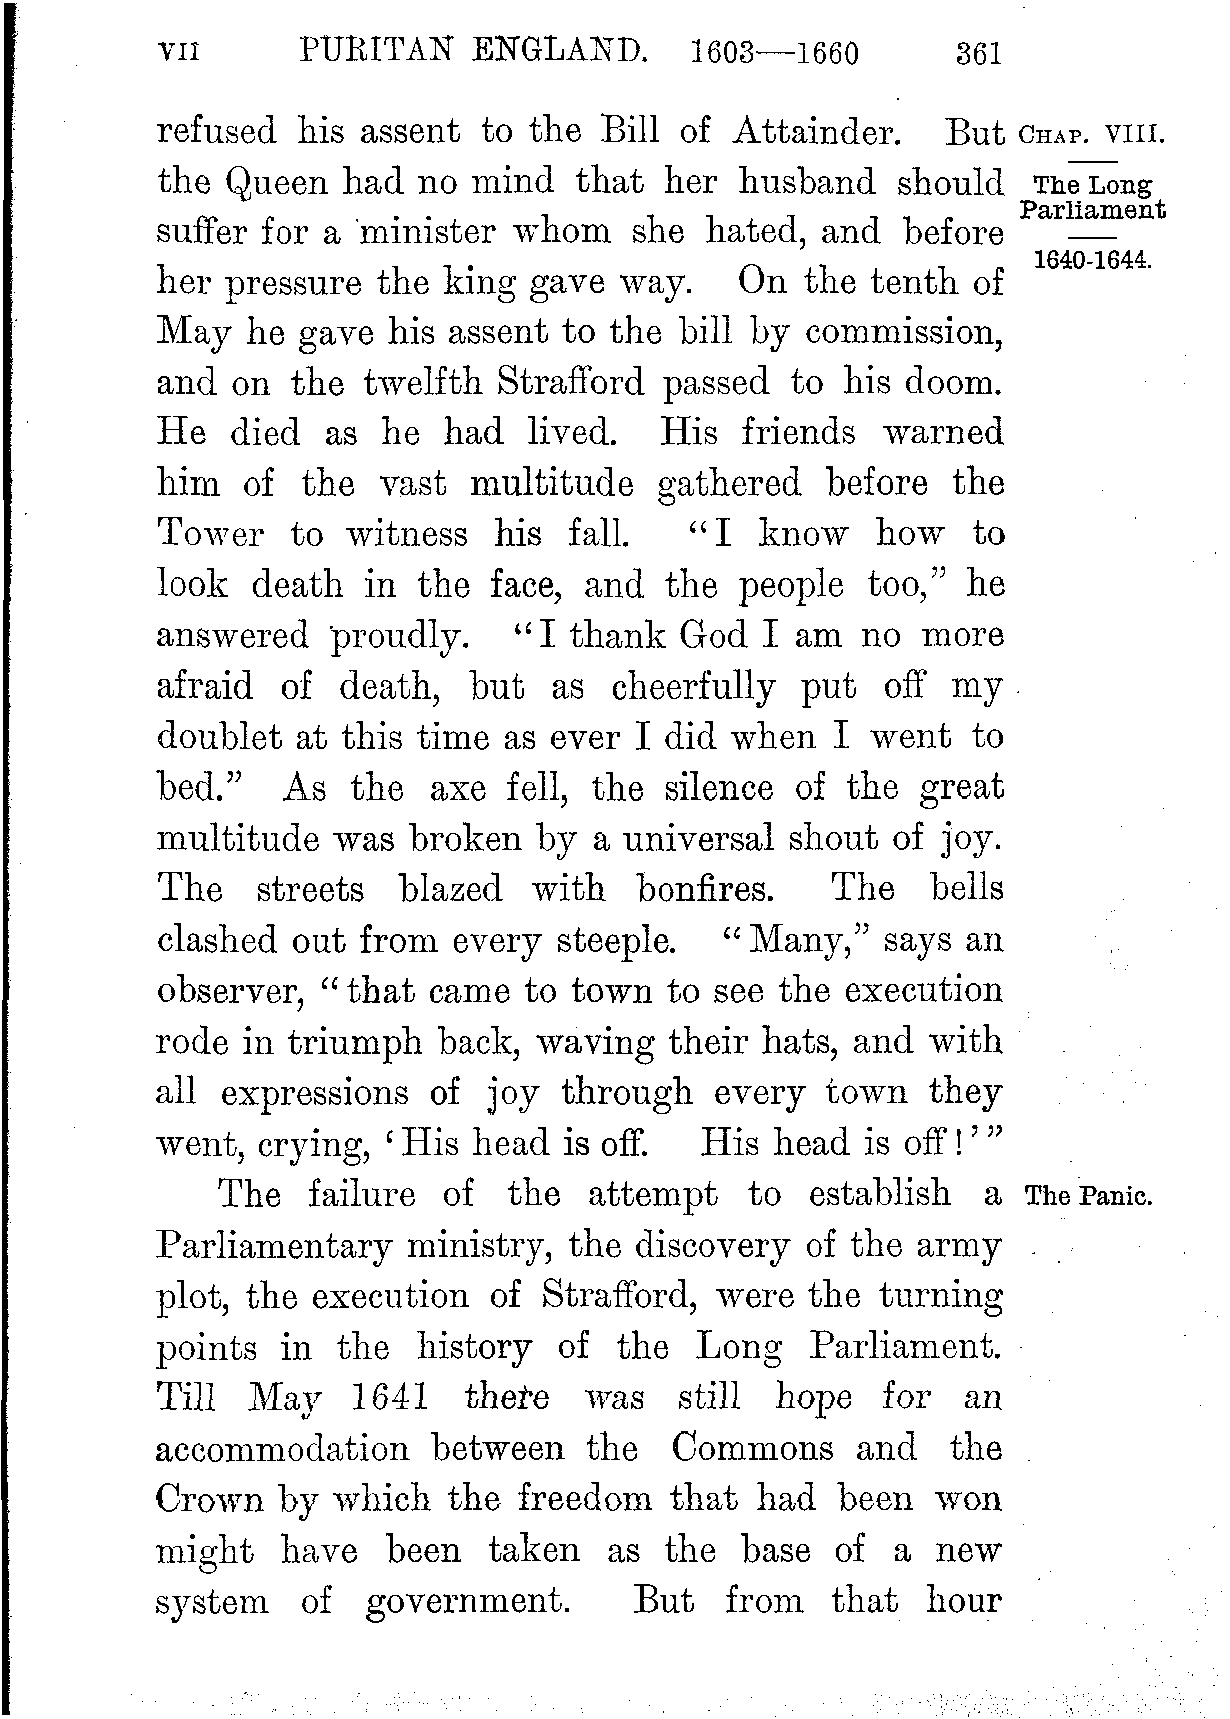 VII PURITAN ENGLAND. 1603—1660 361
refused his assent to the Bill of Attainder. But
the Queen had no mind that her husband should
suffer for a minister whom she hated, and before
her pressure the king gave way. On the tenth of
May he gave his assent to the bill by commission,
and on the twelfth Strafford passed to his doom.
He died as he had lived. His friends warned
him of the vast multitude gathered before the
Tower to witness his fall. "I know how to
look death in the face, and the people too," he
answered proudly. "I thank God I am no more
afraid of death, but as cheerfully put off my
doublet at this time as ever I did when I went to
bed." As the axe fell, the silence of the great
multitude was broken by a universal shout of joy.
The streets blazed with bonfires. The bells
clashed out from every steeple. "Many," says an
observer, "that came to town to see the execution
rode in triumph back, waving their hats, and with
all expressions of joy through every town they
went, crying, 'His head is off. His head is off!'"
The failure of the attempt to establish a
Parliamentary ministry, the discovery of the army
plot, the execution of Strafford, were the turning
points in the history of the Long Parliament.
Till May 1641 there was still hope for an
accommodation between the Commons and the
Crown by which the freedom that had been won
might have been taken as the base of a new
system of government. But from that hour
CHAP. VIII.
The Long
Parliament
1640-1644.
The Panic.